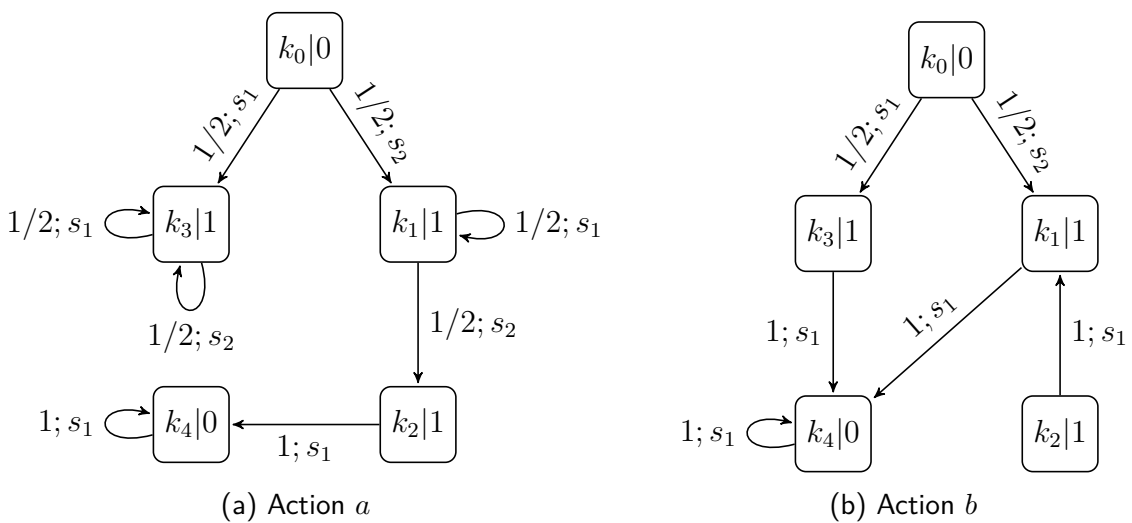 k₀|0
1/2; s₁
1/2; s₂
1/2; s₁
k₃|1
k₁|1
1/2; s₁
1/2; s₂
1/2; s₂
1; s₁
k₄|0
1; s₁
k₂|1
(a) Action a
k₀|0
1/2; s₁
1/2; s₂
k₃|1
k₁|1
1; s₁
1; s₁
1; s₁
1; s₁
k₄|0
k₂|1
(b) Action b